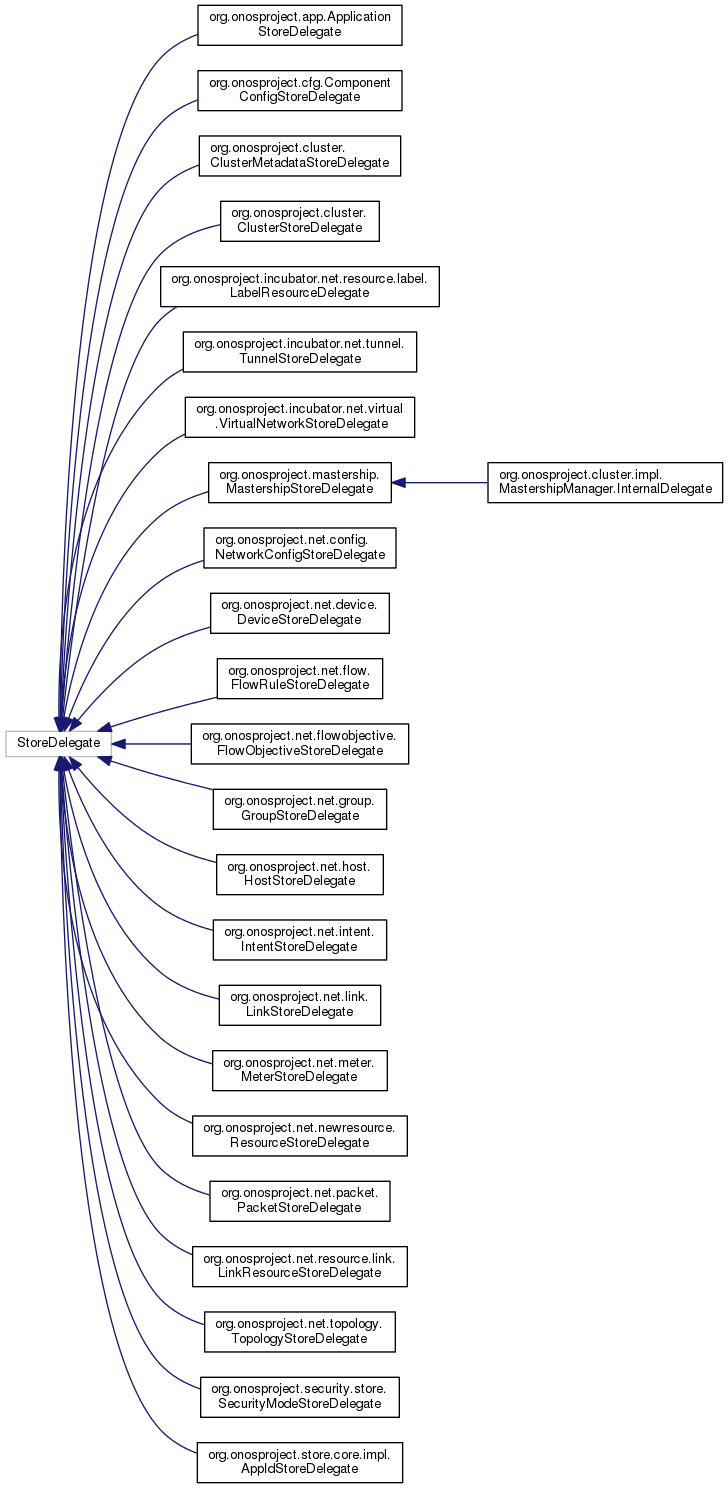 org.onosproject.app.Application
StoreDelegate
org.onosproject.cfg.Component
ConfigStoreDelegate
org.onosproject.cluster.
ClusterMetadataStoreDelegate
org.onosproject.cluster.
ClusterStoreDelegate
org.onosproject.incubator.net.resource.label.
LabelResourceDelegate
org.onosproject.incubator.net.tunnel.
TunnelStoreDelegate
org.onosproject.incubator.net.virtual
.VirtualNetworkStoreDelegate
org.onosproject.mastership.
MastershipStoreDelegate
org.onosproject.cluster.impl.
MastershipManager.InternalDelegate
org.onosproject.net.config.
NetworkConfigStoreDelegate
org.onosproject.net.device.
DeviceStoreDelegate
org.onosproject.net.flow.
FlowRuleStoreDelegate
StoreDelegate
org.onosproject.net.flowobjective.
FlowObjectiveStoreDelegate
org.onosproject.net.group.
GroupStoreDelegate
org.onosproject.net.host.
HostStoreDelegate
org.onosproject.net.intent.
IntentStoreDelegate
org.onosproject.net.link.
LinkStoreDelegate
org.onosproject.net.meter.
MeterStoreDelegate
org.onosproject.net.newresource.
ResourceStoreDelegate
org.onosproject.net.packet.
PacketStoreDelegate
org.onosproject.net.resource.link.
LinkResourceStoreDelegate
org.onosproject.net.topology.
TopologyStoreDelegate
org.onosproject.security.store.
SecurityModeStoreDelegate
org.onosproject.store.core.impl.
AppIdStoreDelegate